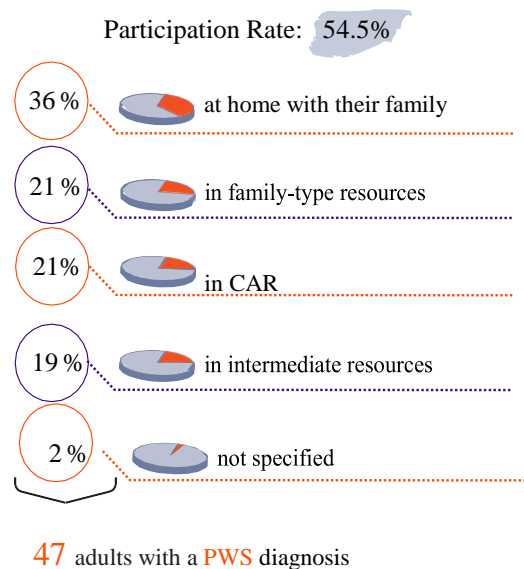 Participation Rate: 54.5%
36 % at home with their family
21 % in family-type resources
21% in CAR
19 % in intermediate resources
2 % not specified
47 adults with a PWS diagnosis